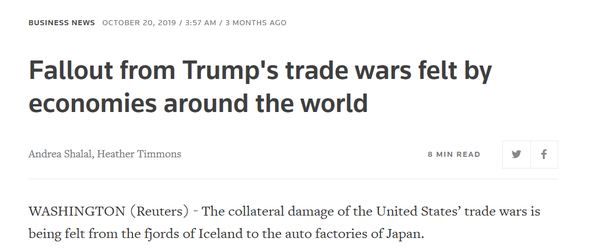 BUSINESS NEWS OCTOBER 20, 2019 / 3:57 AM / 3 MONTHS AGO
Fallout from Trump's trade wars felt by
economies around the world
Andrea Shalal, Heather Timmons
8 MIN READ
WASHINGTON (Reuters) - The collateral damage of the United States’ trade wars is
being felt from the fjords of Iceland to the auto factories of Japan.